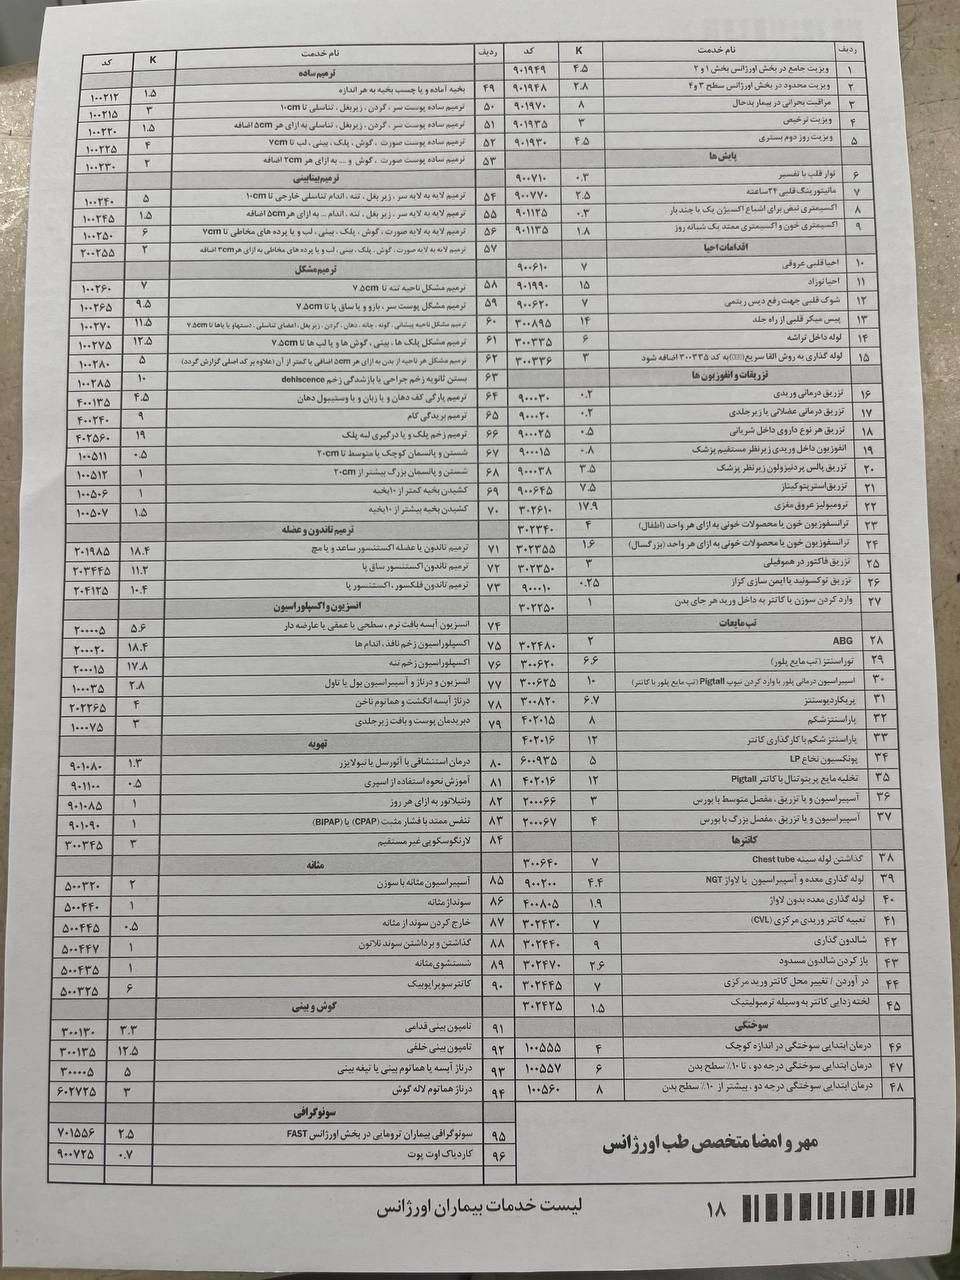 ردیف | نام خدمت | K | کد
۱ | ویزیت جامع در بخش اورژانس بخش ۱ و ۲ | ۴.۵ | ۹۰۱۹۴۹
۲ | ویزیت محدود در بخش اورژانس سطح ۳ و ۴ | ۲.۸ | ۹۰۱۹۴۸
۳ | مراقبت بحرانی در بیمار بدحال | ۸ | ۹۰۱۹۷۰
۴ | ویزیت ترخیص | ۳ | ۹۰۱۹۳۵
۵ | ویزیت روز دوم بستری | ۴.۵ | ۹۰۱۹۳۰
پایش ها
۶ | نوار قلب با تفسیر | ۰.۳ | ۹۰۰۷۱۰
۷ | مانیتورینگ قلبی ۲۴ ساعته | ۲.۵ | ۹۰۰۷۷۰
۸ | اکسیمتری نبض برای اشباع اکسیژن یک یا چند بار | ۰.۳ | ۹۰۱۱۲۵
۹ | اکسیمتری خون و اکسیمتری ممتد یک شبانه روز | ۱.۸ | ۹۰۱۱۳۵
اقدامات احیا
۱۰ | احیا قلبی عروقی | ۷ | ۹۰۰۶۱۰
۱۱ | احیا نوزاد | ۱۵ | ۹۰۱۹۹۰
۱۲ | شوک قلبی جهت رفع دیس ریتمی | ۷ | ۹۰۰۶۲۰
۱۳ | پیس میکر قلبی از راه جلد | ۱۴ | ۳۰۰۸۹۵
۱۴ | لوله داخل تراشه | ۶ | ۳۰۰۳۳۵
۱۵ | لوله گذاری به روش القا سریع() به کد ۳۰۰۳۳۵ اضافه شود | ۳ | ۳۰۰۳۳۶
تزریقات و انفوزیون ها
۱۶ | تزریق درمانی وریدی | ۰.۲ | ۹۰۰۰۳۰
۱۷ | تزریق درمانی عضلانی یا زیرجلدی | ۰.۲ | ۹۰۰۰۲۰
۱۸ | تزریق هر نوع داروی داخل شریانی | ۰.۵ | ۹۰۰۰۲۵
۱۹ | انفوزیون داخل وریدی زیرنظر مستقیم پزشک | ۰.۸ | ۹۰۰۰۱۵
۲۰ | تزریق پالس پردنیزولون زیرنظر پزشک | ۳.۵ | ۹۰۰۰۳۸
۲۱ | تزریق استرپتوکیناز | ۷.۵ | ۹۰۰۶۴۵
۲۲ | ترومبولیز عروق مغزی | ۱۷.۹ | ۳۰۲۶۱۰
۲۳ | ترانسفوزیون خون یا محصولات خونی به ازای هر واحد (اطفال) | ۴ | ۳۰۲۳۴۰
۲۴ | ترانسفوزیون خون یا محصولات خونی به ازای هر واحد (بزرگسال) | ۱.۶ | ۳۰۲۳۵۵
۲۵ | تزریق فاکتور در هموفیلی | ۳ | ۳۰۲۳۵۰
۲۶ | تزریق توکسوئید یا ایمن سازی کزاز | ۰.۲۵ | ۹۰۰۰۱۰
۲۷ | وارد کردن سوزن یا کاتتر به داخل ورید هر جای بدن | ۱ | ۳۰۲۲۵۰
تپ مایعات
۲۸ | ABG | ۲ | ۳۰۲۴۸۰
۲۹ | توراسنتز (تپ مایع پلور) | ۶.۶ | ۳۰۰۶۲۰
۳۰ | اسپیراسیون درمانی پلور با وارد کردن تیوپ Pigtail (تپ مایع پلور با کاتتر) | ۱۰ | ۳۰۰۶۲۵
۳۱ | پریکاردیوسنتز | ۶.۷ | ۳۰۰۸۲۰
۳۲ | پاراسنتز شکم | ۸ | ۴۰۲۰۱۵
۳۳ | پاراسنتز شکم با کارگذاری کاتتر | ۱۲ | ۴۰۲۰۱۶
۳۴ | پونکسیون نخاع LP | ۵ | ۶۰۰۹۳۵
۳۵ | تخلیه مایع پریتونئال با کاتتر Pigtail | ۱۲ | ۴۰۲۰۱۶
۳۶ | آسپیراسیون و یا تزریق ، مفصل متوسط یا بورس | ۳ | ۲۰۰۰۶۶
۳۷ | آسپیراسیون و یا تزریق ، مفصل بزرگ یا بورس | ۴ | ۲۰۰۰۶۷
کاتترها
۳۸ | گذاشتن لوله سینه Chest tube | ۷ | ۳۰۰۶۴۰
۳۹ | لوله گذاری معده و آسپیراسیون یا لاواژ NGT | ۴.۴ | ۹۰۰۲۰۰
۴۰ | لوله گذاری معده بدون لاواژ | ۱.۹ | ۴۰۰۸۰۵
۴۱ | تعبیه کاتتر وریدی مرکزی (CVL) | ۷ | ۳۰۲۴۳۰
۴۲ | شالدون گذاری | ۹ | ۳۰۲۴۴۰
۴۳ | باز کردن شالدون مسدود | ۲.۶ | ۳۰۲۴۷۰
۴۴ | در آوردن / تغییر محل کاتتر ورید مرکزی | ۷ | ۳۰۲۴۴۵
۴۵ | لخته زدایی کاتتر به وسیله ترمبولیتیک | ۱.۵ | ۳۰۲۴۲۵
سوختگی
۴۶ | درمان ابتدایی سوختگی در اندازه کوچک | ۴ | ۱۰۰۵۵۵
۴۷ | درمان ابتدایی سوختگی درجه دو ، تا ۱۰٪ سطح بدن | ۶ | ۱۰۰۵۵۷
۴۸ | درمان ابتدایی سوختگی درجه دو ، بیشتر از ۱۰٪ سطح بدن | ۸ | ۱۰۰۵۶۰
مهر و امضا متخصص طب اورژانس
ردیف | نام خدمت | K | کد
ترمیم ساده
۴۹ | بخیه آماده و یا چسب بخیه به هر اندازه | ۱.۵ | ۱۰۰۲۱۲
۵۰ | ترمیم ساده پوست سر ، گردن ، زیربغل ، تناسلی تا ۱۰cm | ۳ | ۱۰۰۲۱۵
۵۱ | ترمیم ساده پوست سر ، گردن ، زیربغل ، تناسلی به ازای هر ۵cm اضافه | ۱.۵ | ۱۰۰۲۲۰
۵۲ | ترمیم ساده پوست صورت ، گوش ، پلک ، بینی ، لب تا ۷cm | ۴ | ۱۰۰۲۲۵
۵۳ | ترمیم ساده پوست صورت ، گوش و .... به ازای هر ۲cm اضافه | ۲ | ۱۰۰۲۳۰
ترمیم بینابینی
۵۴ | ترمیم لایه به لایه سر ، زیر بغل ، تنه ، اندام تناسلی خارجی تا ۱۰cm | ۵ | ۱۰۰۲۴۰
۵۵ | ترمیم لایه به لایه سر ، زیر بغل ، تنه ، اندام ... به ازای هر ۵cm اضافه | ۱.۵ | ۱۰۰۲۴۵
۵۶ | ترمیم لایه به لایه صورت ، گوش ، پلک ، بینی ، لب و یا پرده های مخاطی تا ۷cm | ۶ | ۱۰۰۲۵۰
۵۷ | ترمیم لایه به لایه صورت ، گوش ، پلک ، بینی ، لب و یا پرده های مخاطی به ازای هر ۳cm اضافه | ۲ | ۲۰۰۲۵۵
ترمیم مشکل
۵۸ | ترمیم مشکل ناحیه تنه تا ۷.۵cm | ۷ | ۱۰۰۲۶۰
۵۹ | ترمیم مشکل پوست سر ، بازو و یا ساق پا تا ۷.۵cm | ۹.۵ | ۱۰۰۲۶۵
۶۰ | ترمیم مشکل ناحیه پیشانی ، گونه ، چانه ، دهان ، گردن ، زیر بغل ، اعضای تناسلی ، دستها و یا پاها تا ۷.۵cm | ۱۱.۵ | ۱۰۰۲۷۰
۶۱ | ترمیم مشکل پلک ها ، بینی ، گوش ها و یا لب ها تا ۷.۵cm | ۱۲.۵ | ۱۰۰۲۷۵
۶۲ | ترمیم مشکل هر ناحیه از بدن به ازای هر ۵cm اضافی یا کمتر از آن (علاوه بر کد اصلی گزارش گردد) | ۵ | ۱۰۰۲۸۰
۶۳ | بستن ثانویه زخم جراحی یا بازشدگی زخم dehiscence | ۱۰ | ۱۰۰۲۸۵
۶۴ | ترمیم پارگی کف دهان و یا زبان و یا وستیبول دهان | ۴.۵ | ۴۰۰۱۳۵
۶۵ | ترمیم بریدگی کام | ۹ | ۴۰۰۲۴۰
۶۶ | ترمیم زخم پلک و یا درگیری لبه پلک | ۱۹ | ۴۰۲۵۶۰
۶۷ | شستن و پانسمان کوچک یا متوسط تا ۲۰cm | ۰.۵ | ۱۰۰۵۱۱
۶۸ | شستن و پانسمان بزرگ بیشتر از ۲۰cm | ۱ | ۱۰۰۵۱۲
۶۹ | کشیدن بخیه کمتر از ۱۰بخیه | ۱ | ۱۰۰۵۰۶
۷۰ | کشیدن بخیه بیشتر از ۱۰بخیه | ۱.۵ | ۱۰۰۵۰۷
ترمیم تاندون و عضله
۷۱ | ترمیم تاندون یا عضله اکستنسور ساعد و یا مچ | ۱۸.۴ | ۲۰۱۹۸۵
۷۲ | ترمیم تاندون اکستنسور ساق پا | ۱۱.۲ | ۲۰۳۴۴۵
۷۳ | ترمیم تاندون فلکسور ، اکستنسور پا | ۱۰.۴ | ۲۰۴۱۲۵
انسزیون و اکسپلوراسیون
۷۴ | انسزیون آبسه بافت نرم ، سطحی یا عمقی یا عارضه دار | ۵.۶ | ۲۰۰۰۰۵
۷۵ | اکسپلوراسیون زخم نافذ ، اندام ها | ۱۸.۴ | ۲۰۰۰۲۰
۷۶ | اکسپلوراسیون زخم تنه | ۱۷.۸ | ۲۰۰۰۱۵
۷۷ | انسزیون و درناژ و آسپیراسیون بول یا تاول | ۲.۸ | ۱۰۰۰۳۵
۷۸ | درناژ آبسه انگشت و هماتوم ناخن | ۴ | ۲۰۲۲۶۵
۷۹ | دبریدمان پوست و بافت زیرجلدی | ۳ | ۱۰۰۰۷۵
تهویه
۸۰ | درمان استنشاقی با آئورسل یا نبولایزر | ۱.۳ | ۹۰۱۰۸۰
۸۱ | آموزش نحوه استفاده از اسپری | ۰.۵ | ۹۰۱۱۰۰
۸۲ | ونتیلاتور به ازای هر روز | ۱ | ۹۰۱۰۸۵
۸۳ | تنفس ممتد با فشار مثبت (CPAP) یا (BIPAP) | ۱ | ۹۰۱۰۹۰
۸۴ | لارنگوسکوپی غیر مستقیم | ۳ | ۳۰۰۳۴۵
مثانه
۸۵ | آسپیراسیون مثانه با سوزن | ۲ | ۵۰۰۳۲۰
۸۶ | سونداژ مثانه | ۱ | ۵۰۰۴۴۰
۸۷ | خارج کردن سوند از مثانه | ۰.۵ | ۵۰۰۴۴۵
۸۸ | گذاشتن و برداشتن سوند نلاتون | ۱ | ۵۰۰۴۴۷
۸۹ | شستشوی مثانه | ۱ | ۵۰۰۴۳۵
۹۰ | کاتتر سوپراپوبیک | ۶ | ۵۰۰۳۲۵
گوش و بینی
۹۱ | تامپون بینی قدامی | ۳.۳ | ۳۰۰۱۳۰
۹۲ | تامپون بینی خلفی | ۱۲.۵ | ۳۰۰۱۳۵
۹۳ | درناژ آبسه یا هماتوم بینی یا تیغه بینی | ۵ | ۳۰۰۰۰۵
۹۴ | درناژ هماتوم لاله گوش | ۳ | ۶۰۲۷۲۵
سونوگرافی
۹۵ | سونوگرافی بیماران ترومایی در بخش اورژانس FAST | ۲.۵ | ۷۰۱۵۵۶
۹۶ | کاردیاک اوت پوت | ۰.۷ | ۹۰۰۷۲۵
لیست خدمات بیماران اورژانس
۱۸